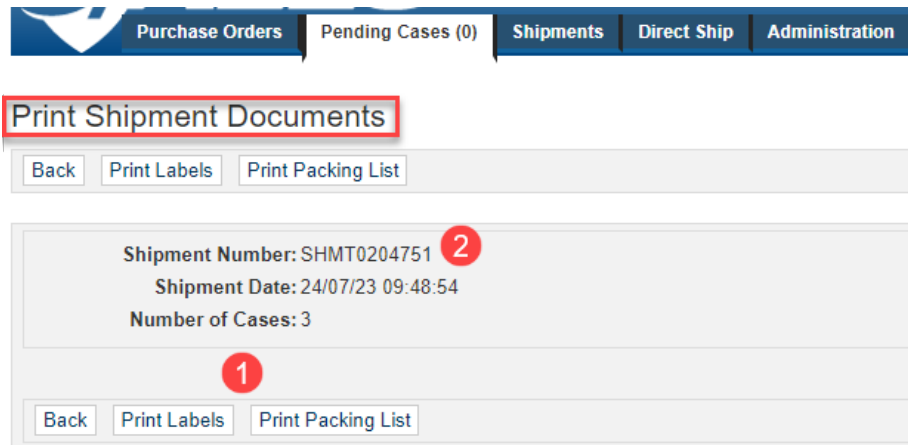 Purchase Orders Pending Cases (0) Shipments Direct Ship Administration
Print Shipment Documents
Back Print Labels Print Packing List
Shipment Number: SHMT0204751 2
Shipment Date: 24/07/23 09:48:54
Number of Cases: 3
1
Back Print Labels Print Packing List